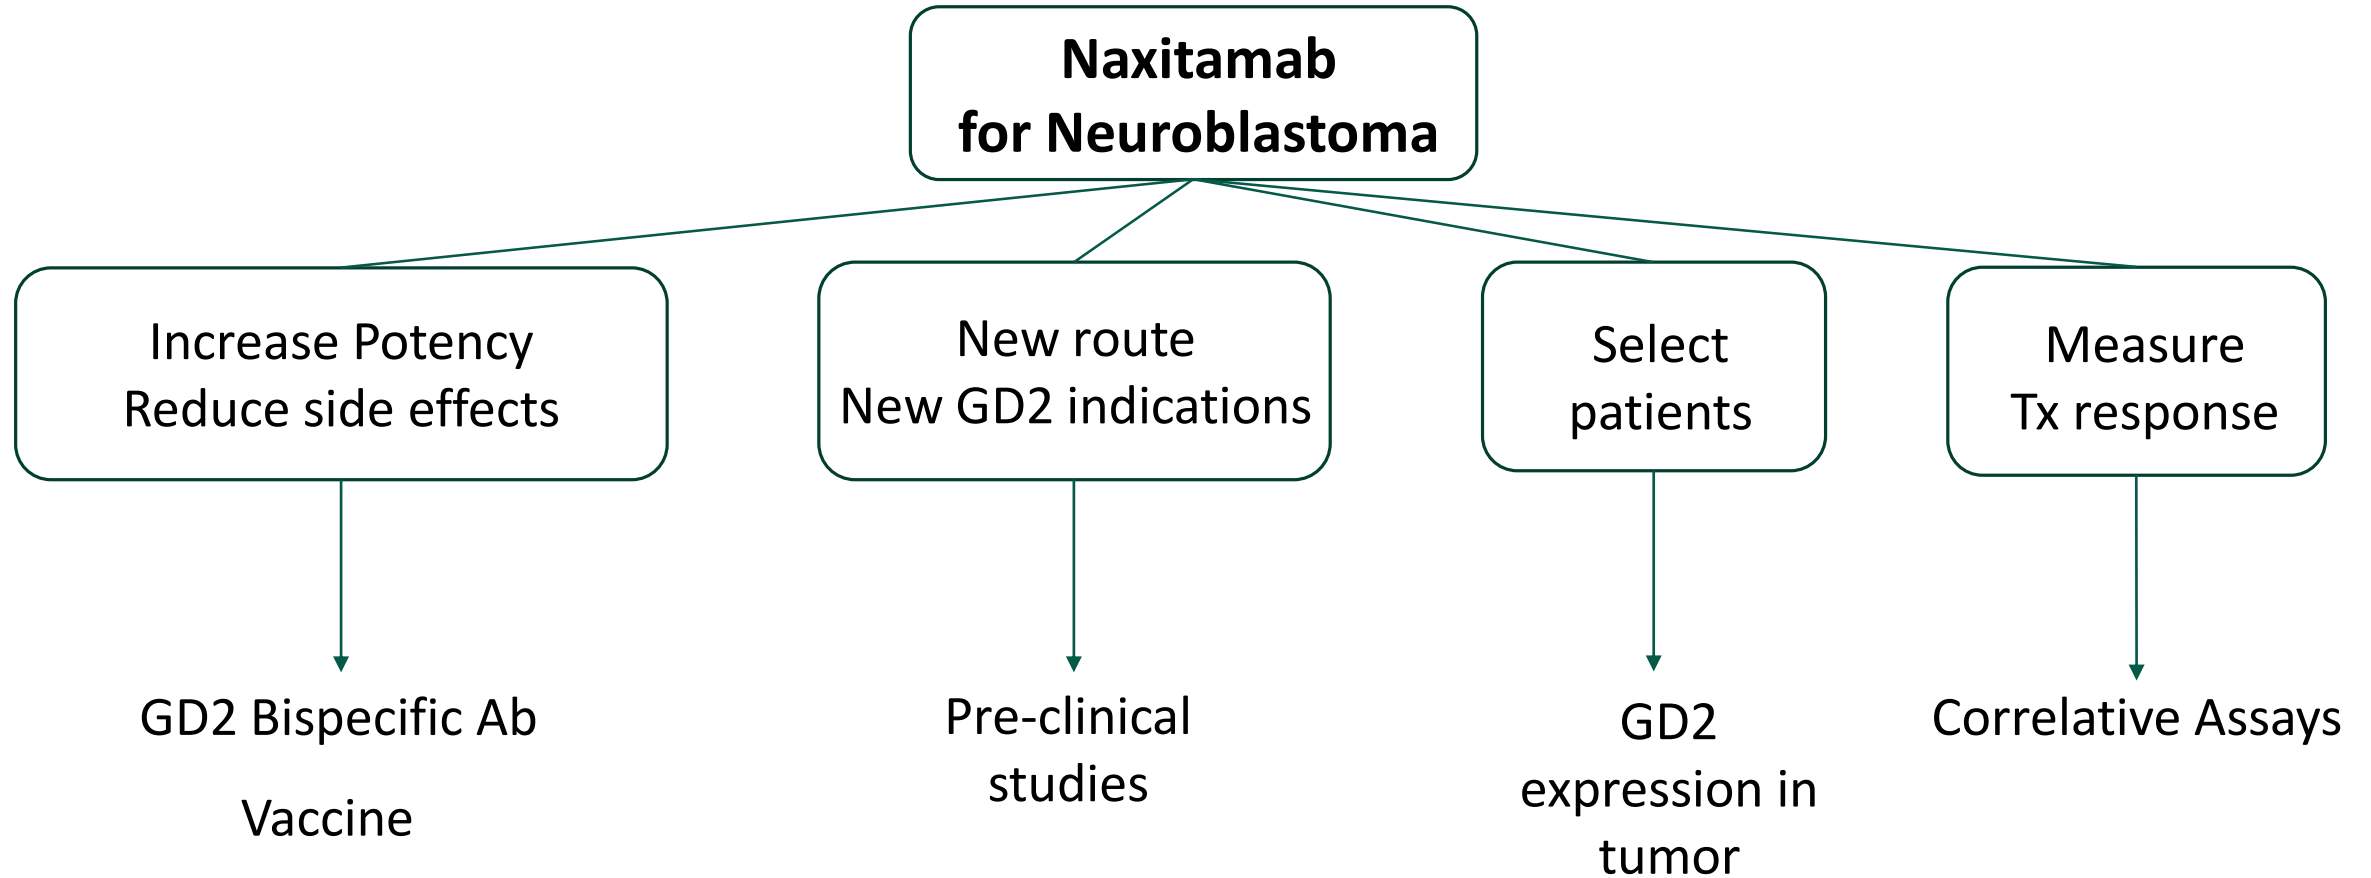 Naxitamab
for Neuroblastoma
Increase Potency
Reduce side effects
New route
New GD2 indications
Select
patients
Measure
Tx response
GD2 Bispecific Ab
Vaccine
Pre-clinical
studies
GD2
expression in
tumor
Correlative Assays